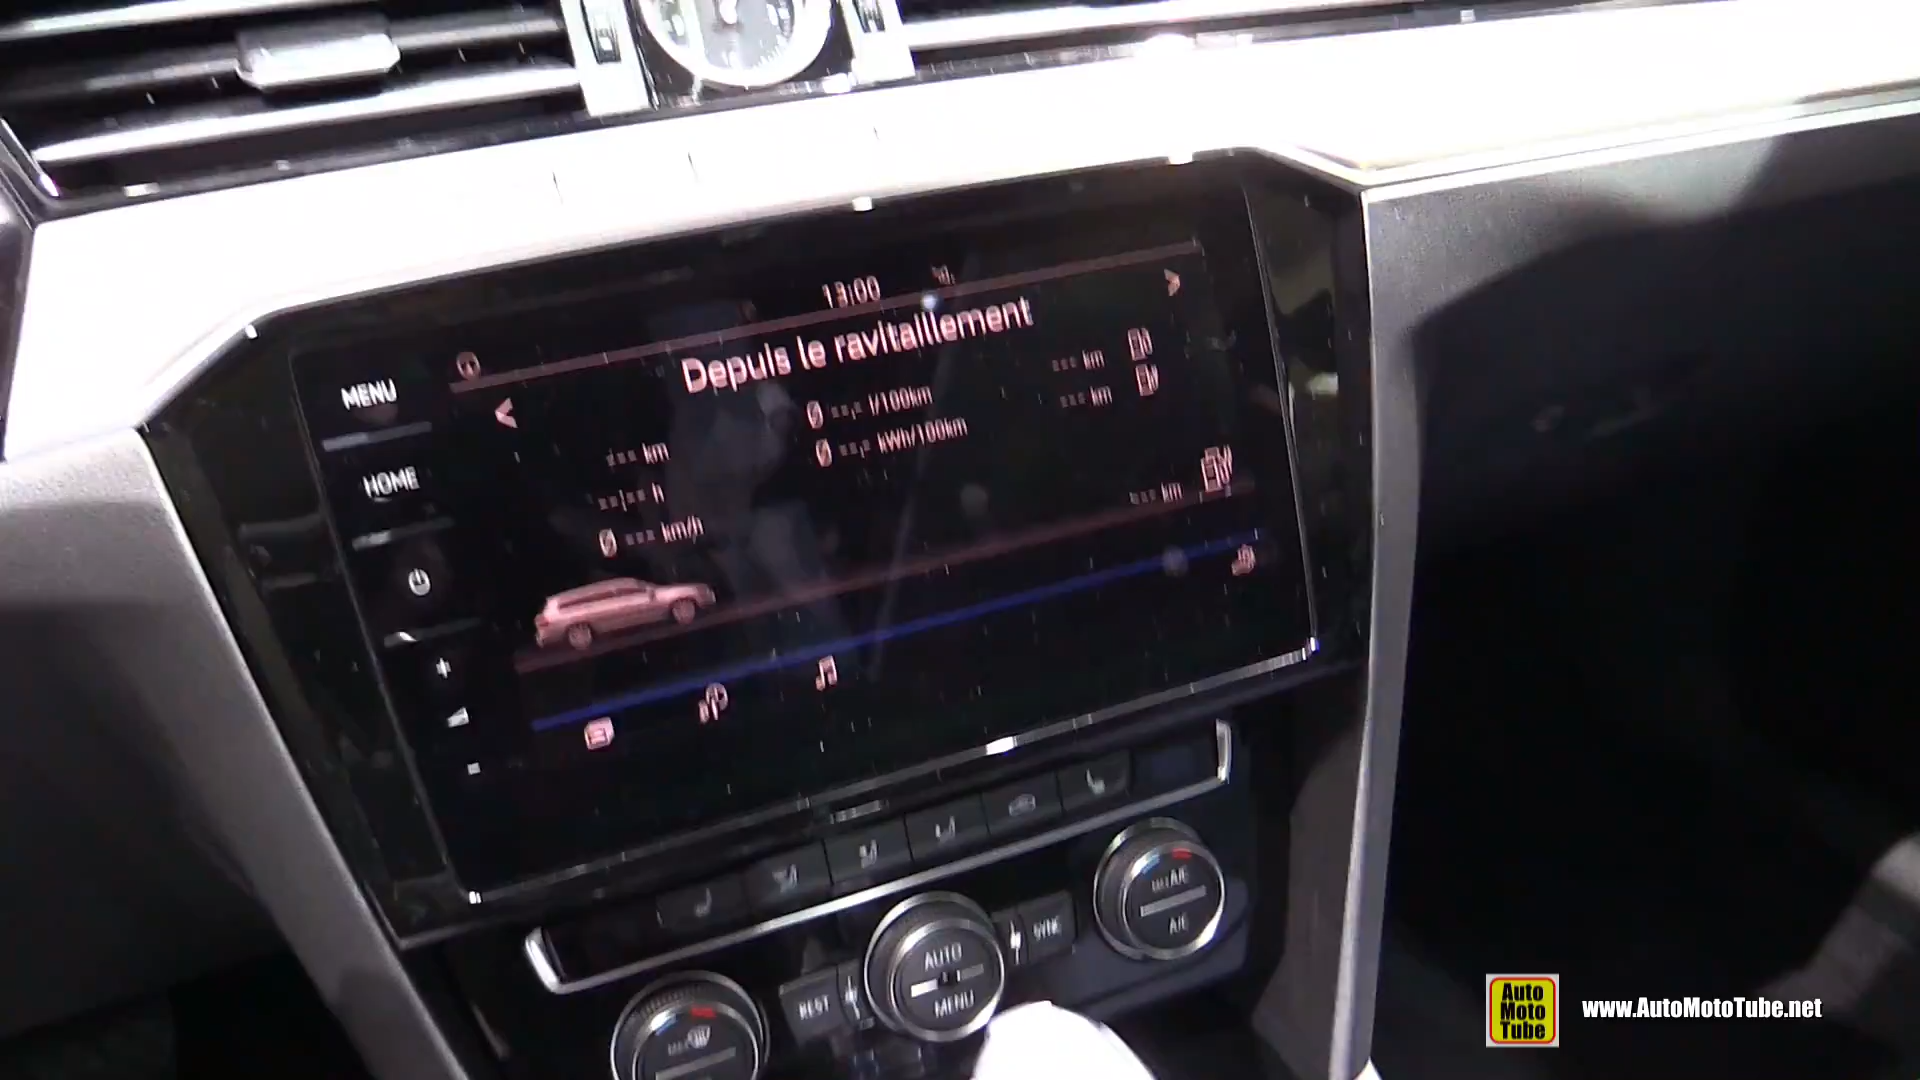 13:00
Depuis le ravitaillement
MENU
HOME
--- km
--:-- h
Ø --- km/h
Ø --,- l/100km
Ø --,- kWh/100km
--- km
--- km
--- km
AUTO
MENU
REST
SYNC
A/C
Auto
Moto
Tube
www.AutoMotoTube.net